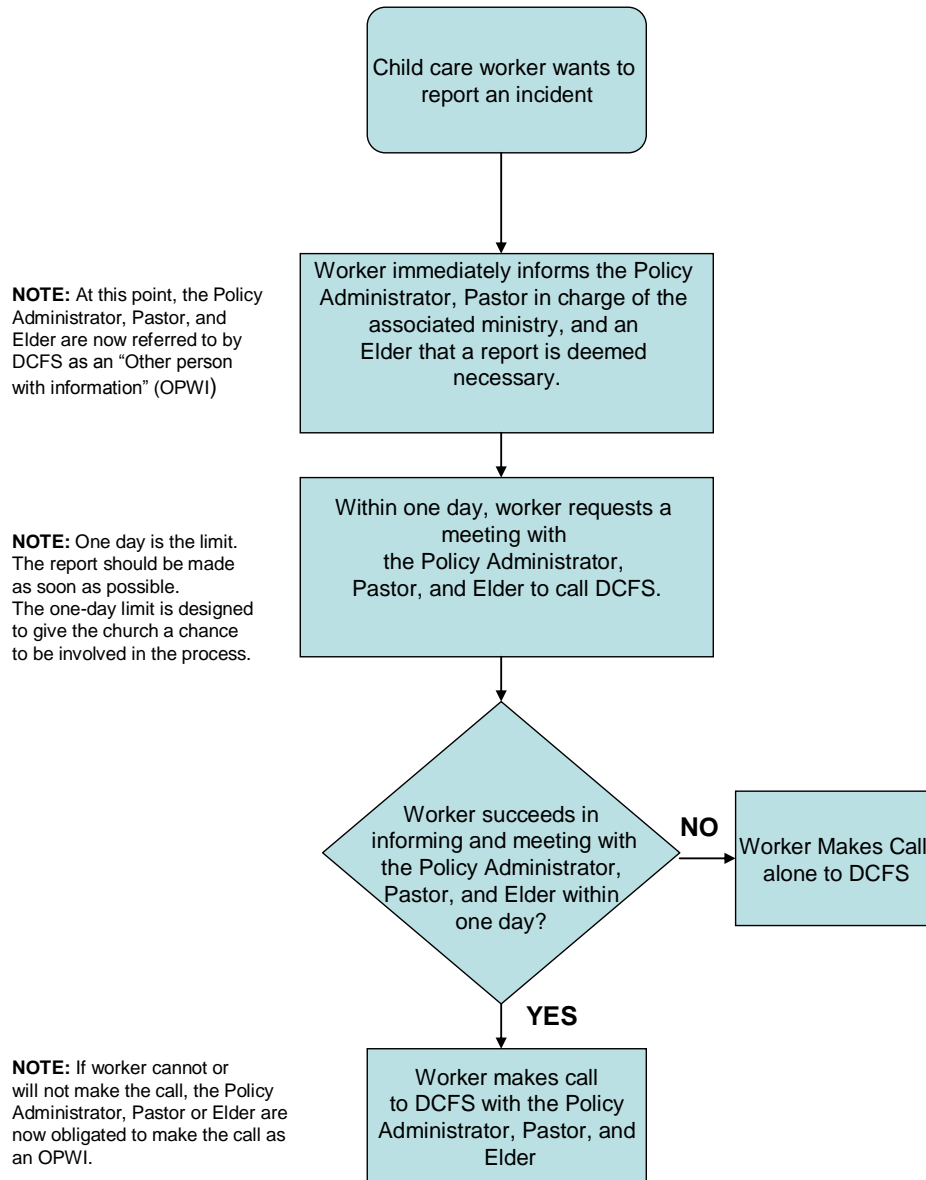 Child care worker wants to
report an incident
Worker immediately informs the Policy
Administrator, Pastor in charge of the
associated ministry, and an
Elder that a report is deemed
necessary.
NOTE: At this point, the Policy
Administrator, Pastor, and
Elder are now referred to by
DCFS as an “Other person
with information” (OPWI)
Within one day, worker requests a
meeting with
the Policy Administrator,
Pastor, and Elder to call DCFS.
NOTE: One day is the limit.
The report should be made
as soon as possible.
The one-day limit is designed
to give the church a chance
to be involved in the process.
Worker succeeds in
informing and meeting with
the Policy Administrator,
Pastor, and Elder within
one day?
NO
Worker Makes Call
alone to DCFS
YES
NOTE: If worker cannot or
will not make the call, the Policy
Administrator, Pastor or Elder are
now obligated to make the call as
an OPWI.
Worker makes call
to DCFS with the Policy
Administrator, Pastor, and
Elder